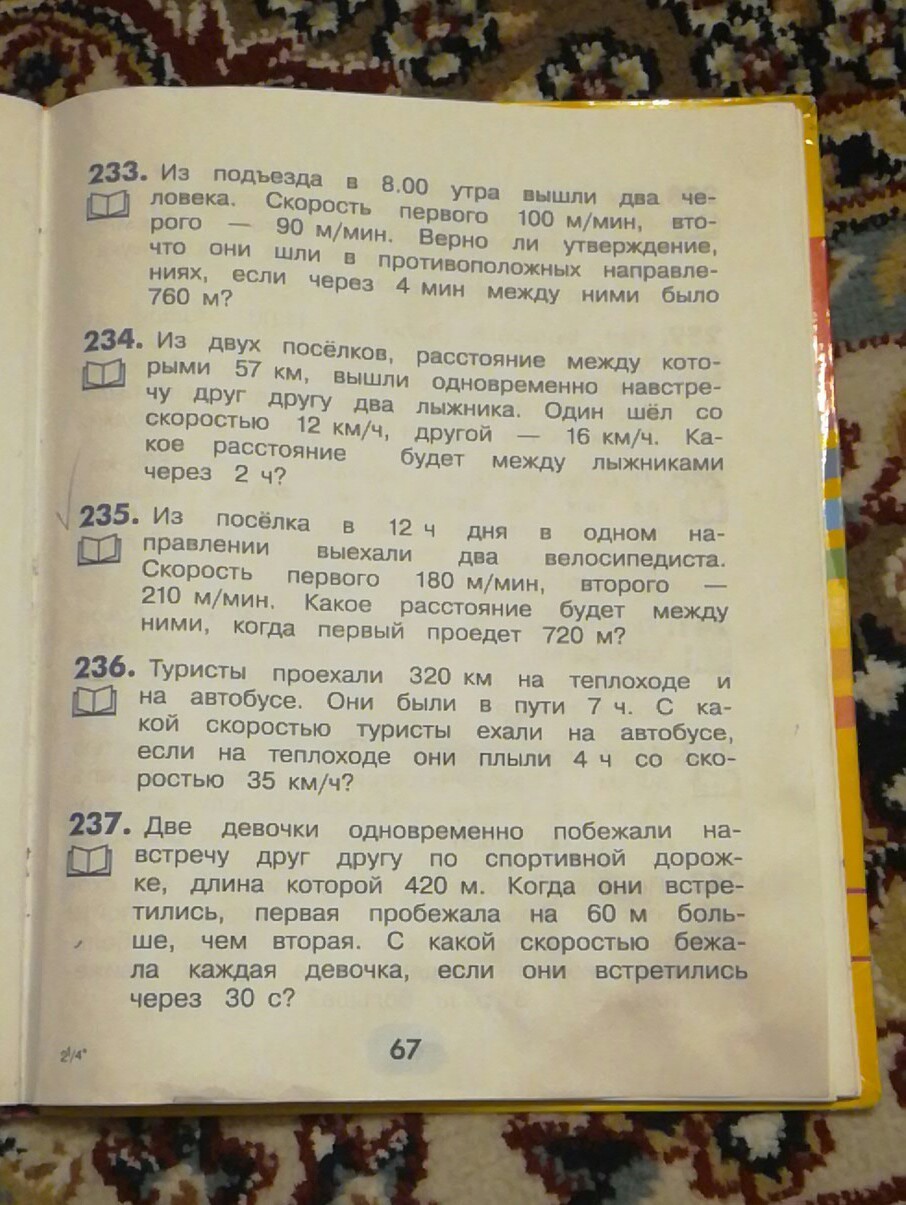 233. Из подъезда в 8.00 утра вышли два че-
ловека. Скорость первого 100 м/мин, вто-
рого — 90 м/мин. Верно ли утверждение,
что они шли в противоположных направле-
ниях, если через 4 мин между ними было
760 м?
234. Из двух посёлков, расстояние между кото-
рыми 57 км, вышли одновременно навстре-
чу друг другу два лыжника. Один шёл со
скоростью 12 км/ч, другой — 16 км/ч. Ка-
кое расстояние будет между лыжниками
через 2 ч?
235. Из посёлка в 12 ч дня в одном на-
правлении выехали два велосипедиста.
Скорость первого 180 м/мин, второго —
210 м/мин. Какое расстояние будет между
ними, когда первый проедет 720 м?
236. Туристы проехали 320 км на теплоходе и
на автобусе. Они были в пути 7 ч. С ка-
кой скоростью туристы ехали на автобусе,
если на теплоходе они плыли 4 ч со ско-
ростью 35 км/ч?
237. Две девочки одновременно побежали на-
встречу друг другу по спортивной дорож-
ке, длина которой 420 м. Когда они встре-
тились, первая пробежала на 60 м боль-
ше, чем вторая. С какой скоростью бежа-
ла каждая девочка, если они встретились
через 30 с?
67